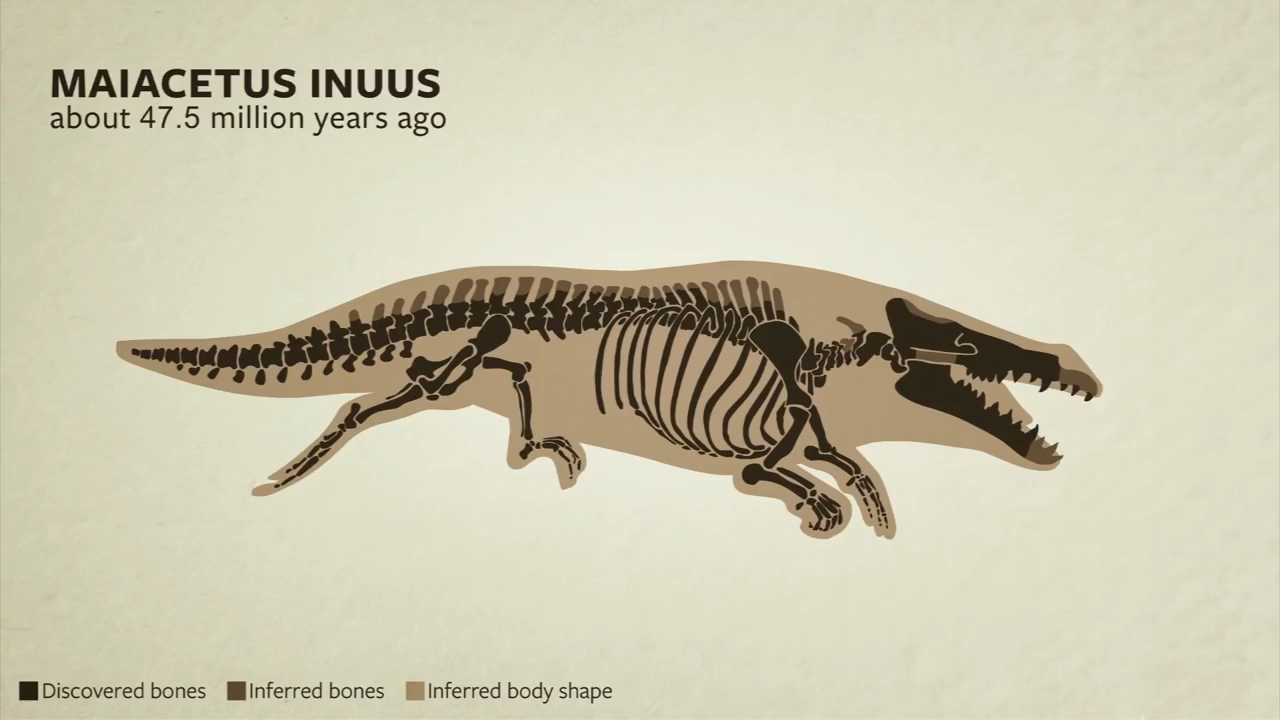 MAIACETUS INUUS
about 47.5 million years ago
Discovered bones
Inferred bones
Inferred body shape